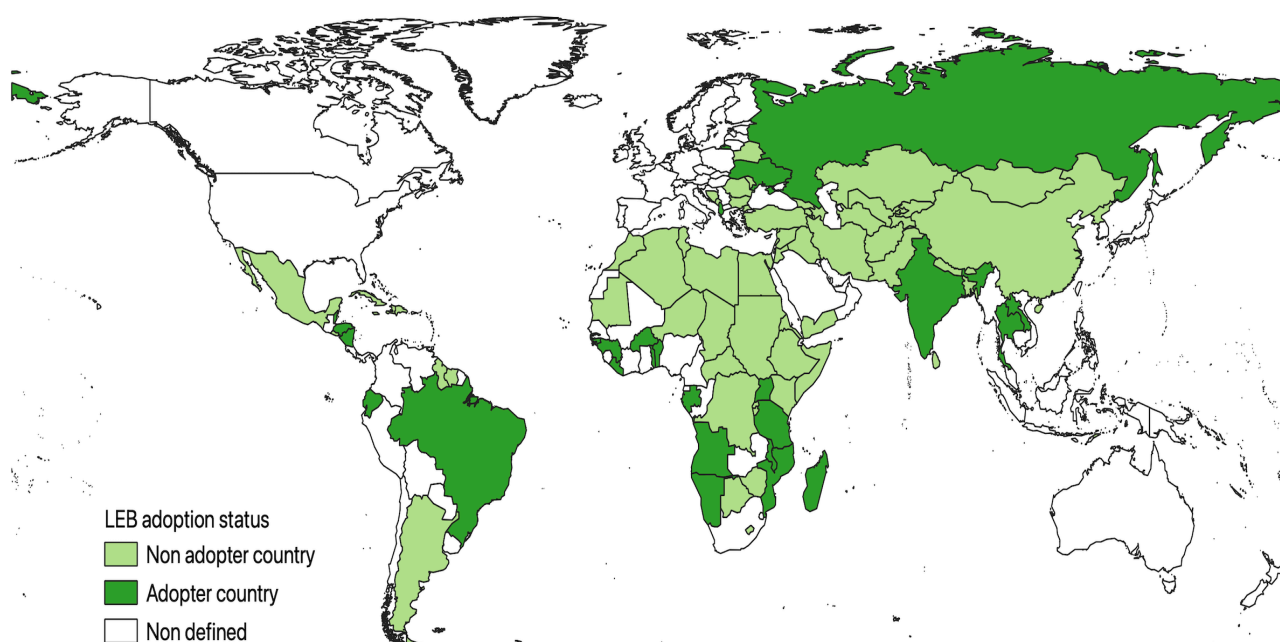 LEB adoption status
Non adopter country
Adopter country
Non defined